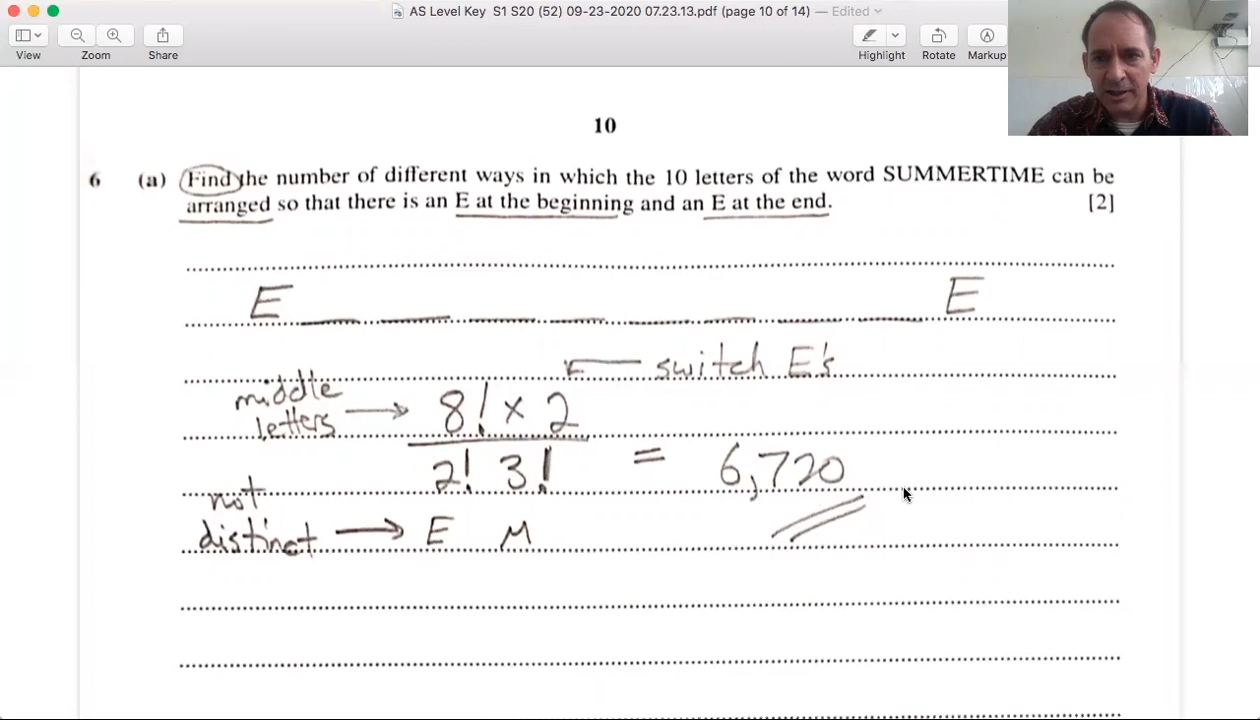 AS Level Key S1 S20 (52) 09-23-2020 07.23.13.pdf (page 10 of 14) — Edited
View Zoom Share Highlight Rotate Markup
10
6 (a) Find the number of different ways in which the 10 letters of the word SUMMERTIME can be
arranged so that there is an E at the beginning and an E at the end. [2]
E E
switch E's
middle
letters → 8! × 2
2! 3! = 6,720
not
distinct → E M